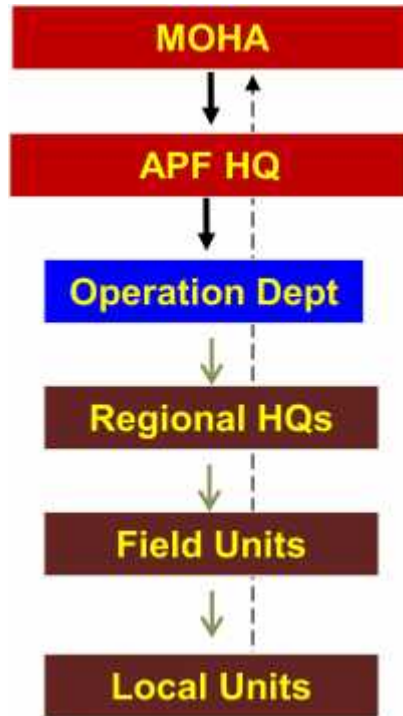 MOHA
APF HQ
Operation Dept
Regional HQs
Field Units
Local Units